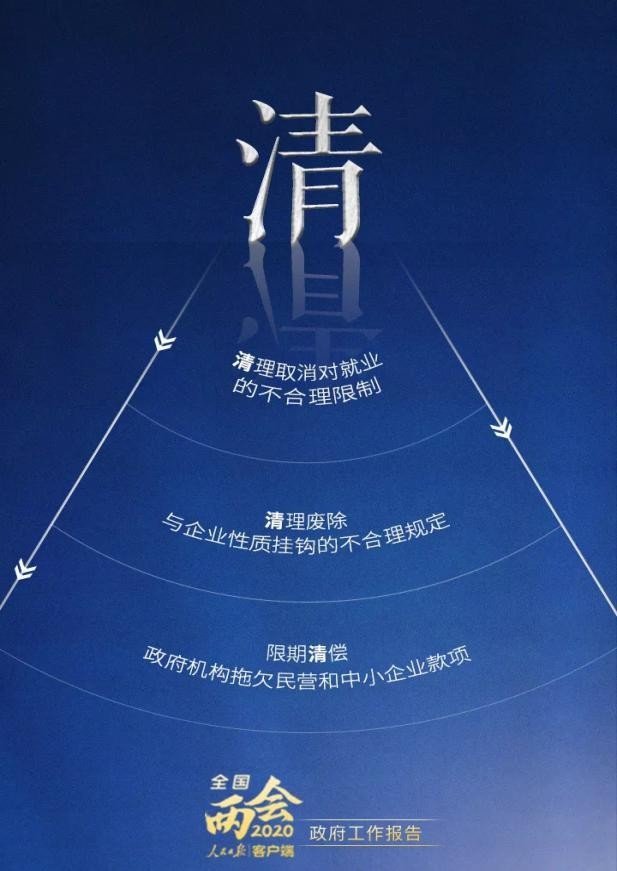 清
清理取消对就业
的不合理限制
清理废除
与企业性质挂钩的不合理规定
限期清偿
政府机构拖欠民营和中小企业款项
全国
两会
2020
人民日报 客户端
政府工作报告